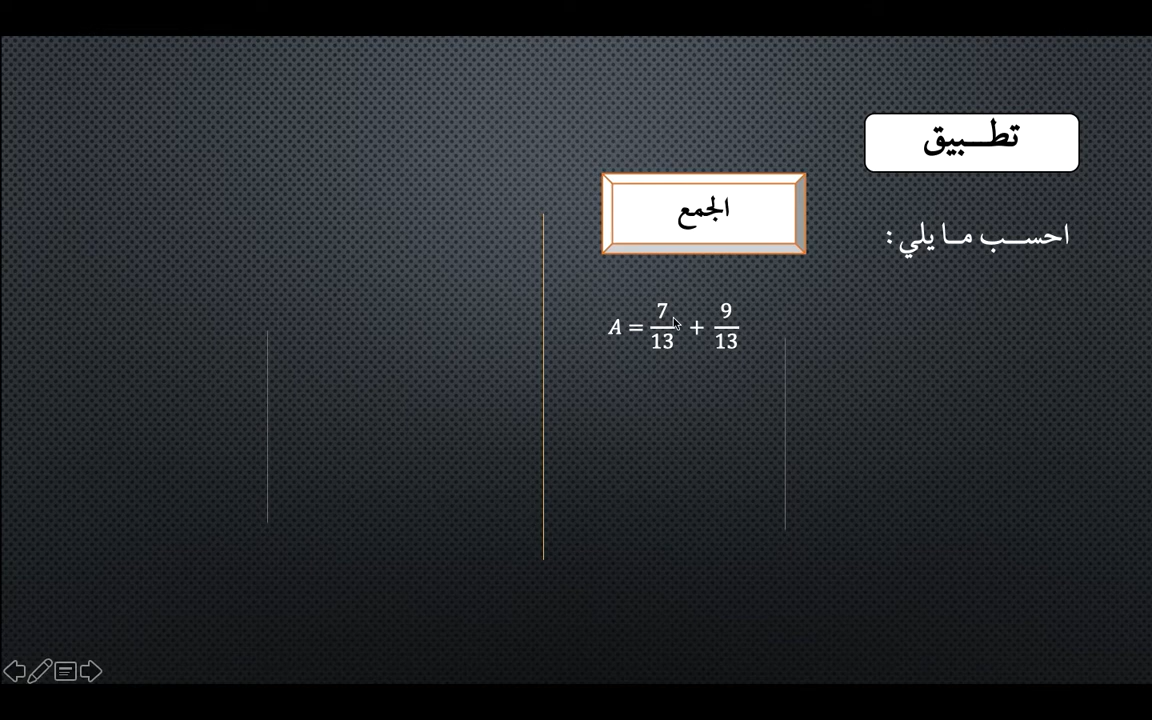 تطـــبيق
الجمع
احســـب مـا يلي :
A = 7/13 + 9/13